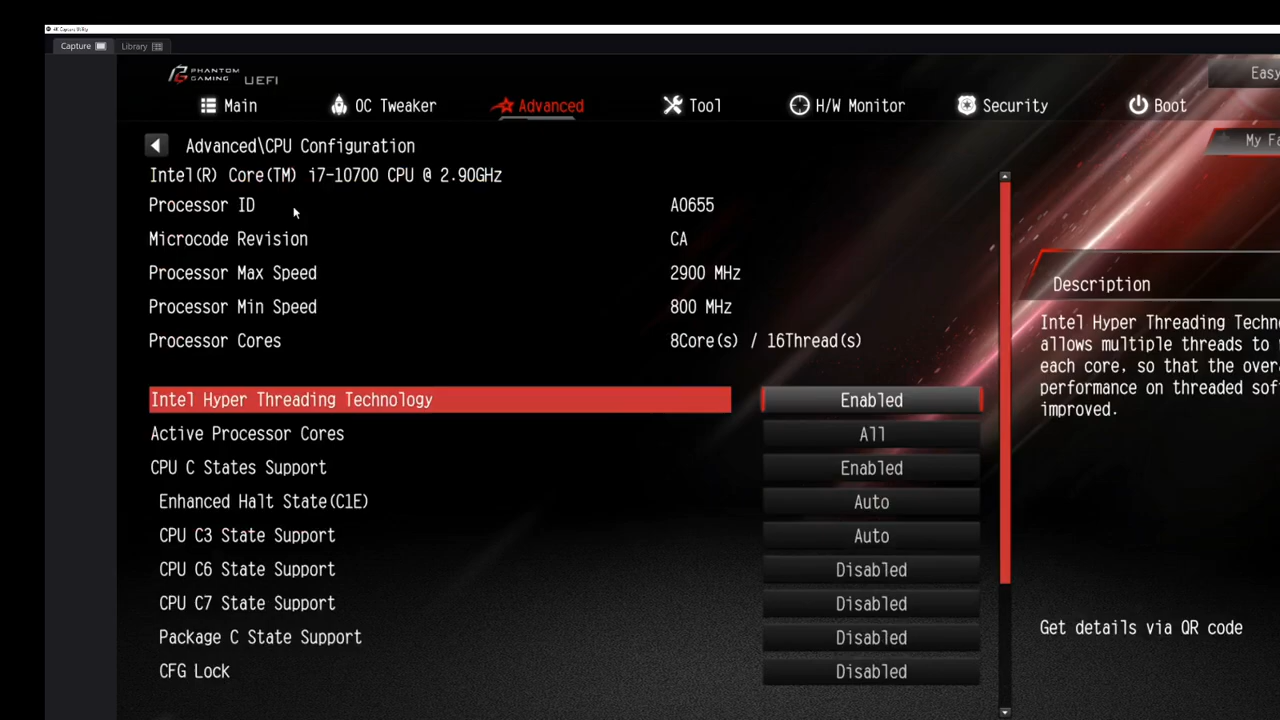 4K Capture Utility
Capture Library
PHANTOM GAMING UEFI
Easy
Main OC Tweaker Advanced Tool H/W Monitor Security Boot
My Fa
Advanced\CPU Configuration
Intel(R) Core(TM) i7-10700 CPU @ 2.90GHz
Processor ID A0655
Microcode Revision CA
Processor Max Speed 2900 MHz
Processor Min Speed 800 MHz
Processor Cores 8Core(s) / 16Thread(s)
Intel Hyper Threading Technology Enabled
Active Processor Cores All
CPU C States Support Enabled
Enhanced Halt State(C1E) Auto
CPU C3 State Support Auto
CPU C6 State Support Disabled
CPU C7 State Support Disabled
Package C State Support Disabled
CFG Lock Disabled
Description
Intel Hyper Threading Techn
allows multiple threads to
each core, so that the over
performance on threaded sof
improved.
Get details via QR code